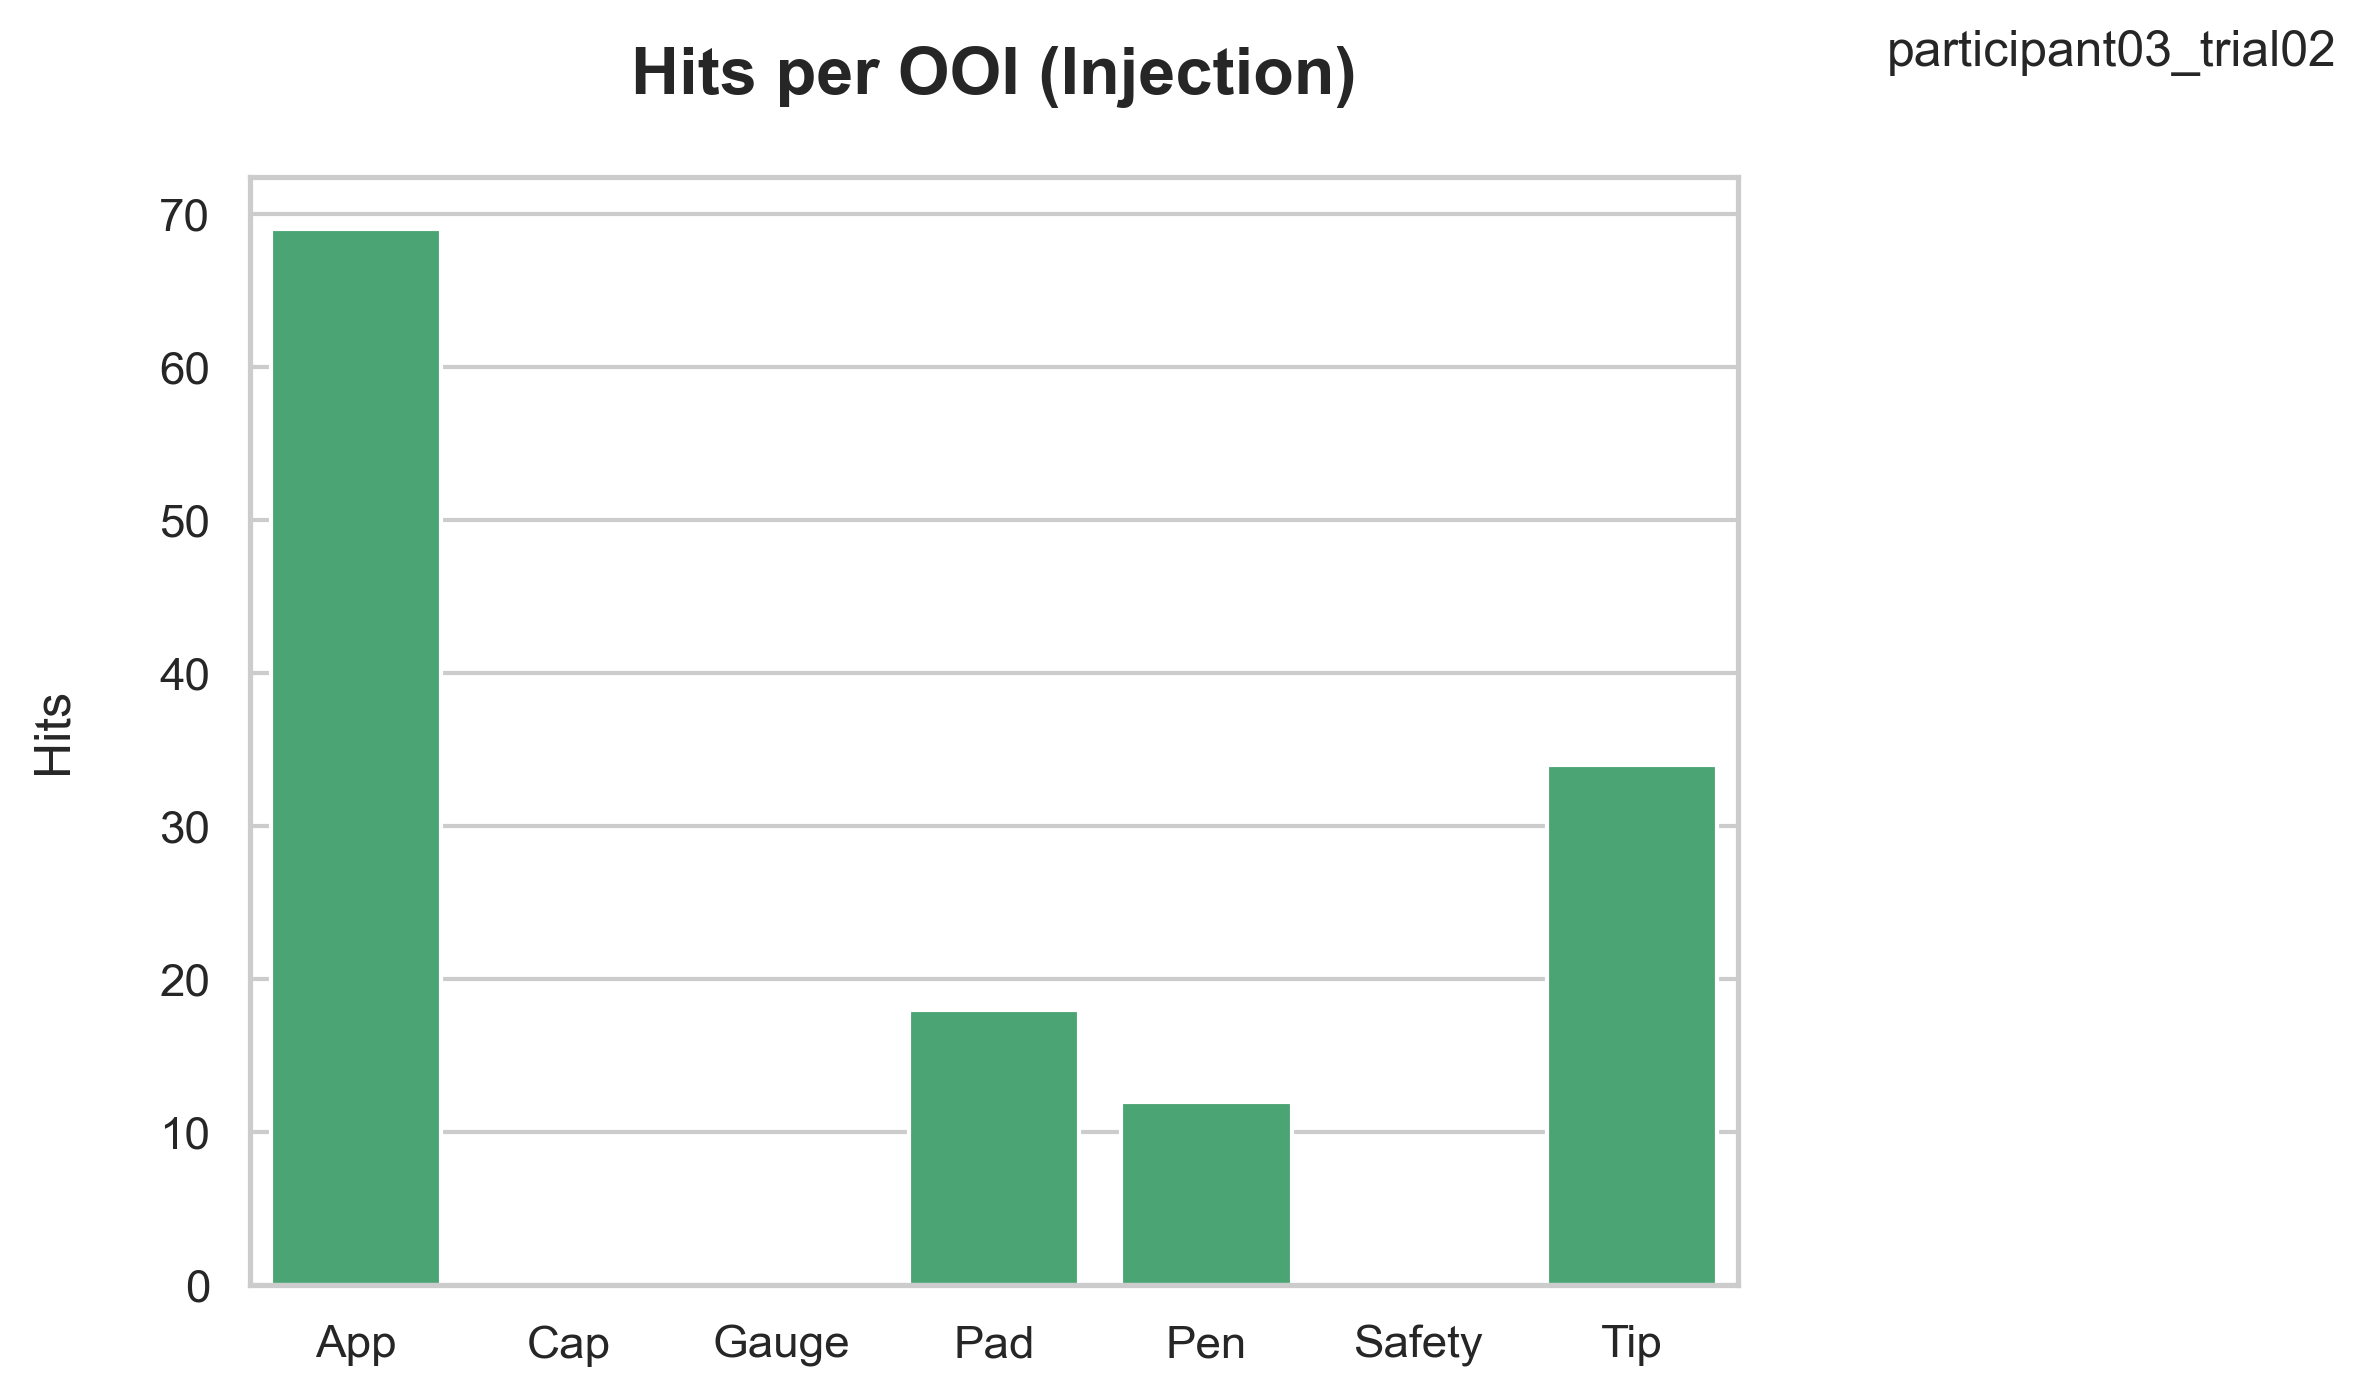 Hits per OOI (Injection)
participant03_trial02
70
60
50
40
30
20
10
0
Hits
App
Cap
Gauge
Pad
Pen
Safety
Tip